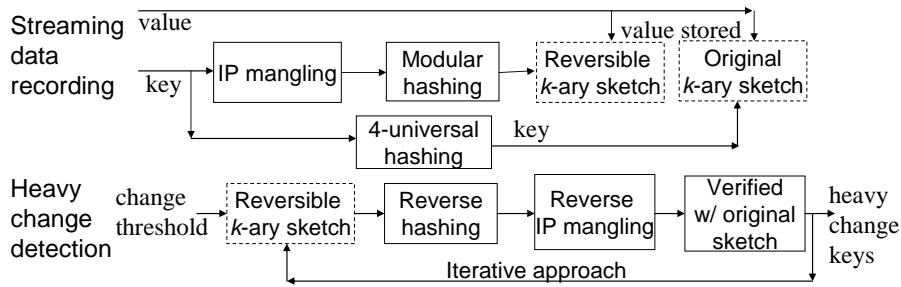 Streaming
data
recording
value
key
IP mangling
Modular
hashing
value stored
Reversible
k-ary sketch
Original
k-ary sketch
4-universal
hashing
key
Heavy
change
detection
change
threshold
Reversible
k-ary sketch
Reverse
hashing
Reverse
IP mangling
Verified
w/ original
sketch
heavy
change
keys
Iterative approach